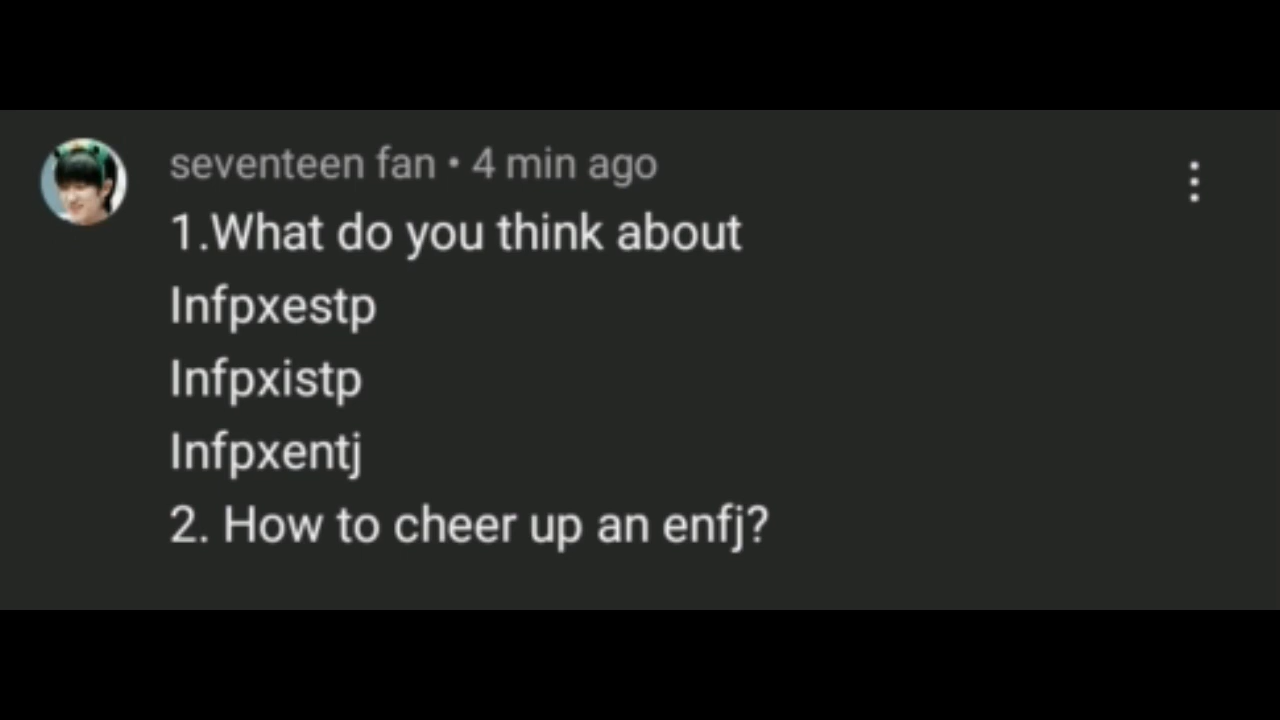 seventeen fan • 4 min ago
1.What do you think about
Infpxestp
Infpxistp
Infpxentj
2. How to cheer up an enfj?